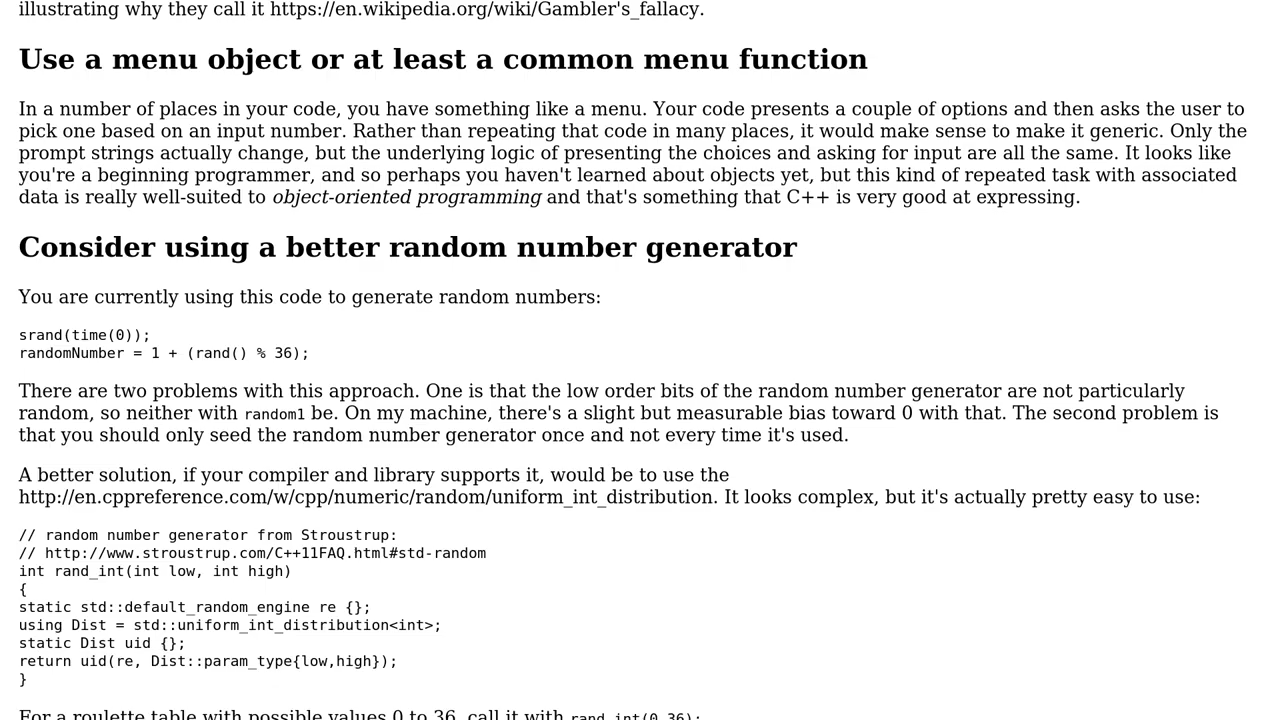 illustrating why they call it https://en.wikipedia.org/wiki/Gambler's_fallacy.
Use a menu object or at least a common menu function
In a number of places in your code, you have something like a menu. Your code presents a couple of options and then asks the user to
pick one based on an input number. Rather than repeating that code in many places, it would make sense to make it generic. Only the
prompt strings actually change, but the underlying logic of presenting the choices and asking for input are all the same. It looks like
you're a beginning programmer, and so perhaps you haven't learned about objects yet, but this kind of repeated task with associated
data is really well-suited to object-oriented programming and that's something that C++ is very good at expressing.
Consider using a better random number generator
You are currently using this code to generate random numbers:
srand(time(0));
randomNumber = 1 + (rand() % 36);
There are two problems with this approach. One is that the low order bits of the random number generator are not particularly
random, so neither with random1 be. On my machine, there's a slight but measurable bias toward 0 with that. The second problem is
that you should only seed the random number generator once and not every time it's used.
A better solution, if your compiler and library supports it, would be to use the
http://en.cppreference.com/w/cpp/numeric/random/uniform_int_distribution. It looks complex, but it's actually pretty easy to use:
// random number generator from Stroustrup:
// http://www.stroustrup.com/C++11FAQ.html#std-random
int rand_int(int low, int high)
{
static std::default_random_engine re {};
using Dist = std::uniform_int_distribution<int>;
static Dist uid {};
return uid(re, Dist::param_type{low,high});
}
For a roulette table with possible values 0 to 36, call it with rand_int(0,36);